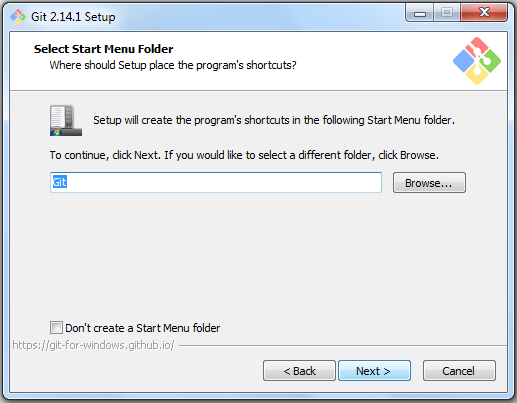 Git 2.14.1 Setup
Select Start Menu Folder
Where should Setup place the program's shortcuts?
Setup will create the program's shortcuts in the following Start Menu folder.
To continue, click Next. If you would like to select a different folder, click Browse.
Git
Browse...
Don't create a Start Menu folder
https://git-for-windows.github.io/
< Back
Next >
Cancel